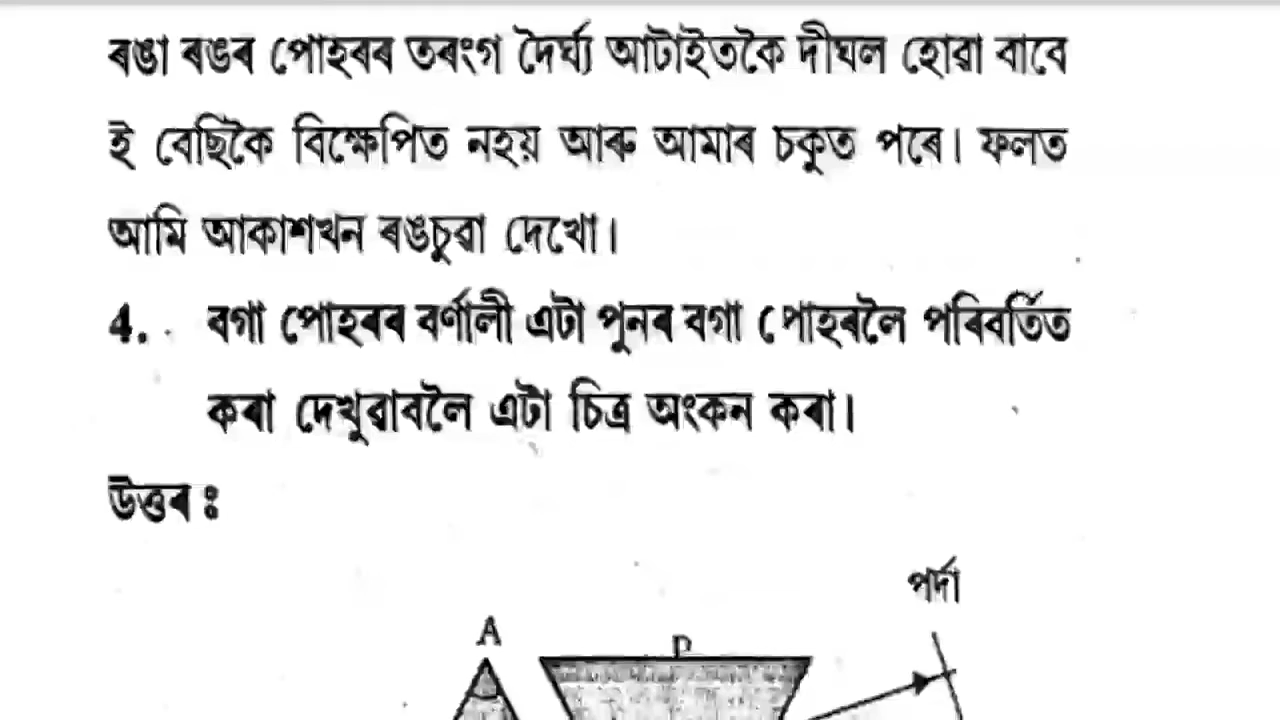 ৰঙা ৰঙৰ পোহৰৰ তৰংগ দৈৰ্ঘ্য আটাইতকৈ দীঘল হোৱা বাবে
ই বেছিকৈ বিক্ষেপিত নহয় আৰু আমাৰ চকুত পৰে। ফলত
আমি আকাশখন ৰঙচুৱা দেখো।
4. বগা পোহৰৰ বৰ্ণালী এটা পুনৰ বগা পোহৰলৈ পৰিবৰ্তিত
কৰা দেখুৱাবলৈ এটা চিত্ৰ অংকন কৰা।
উত্তৰ ঃ
পৰ্দা
A